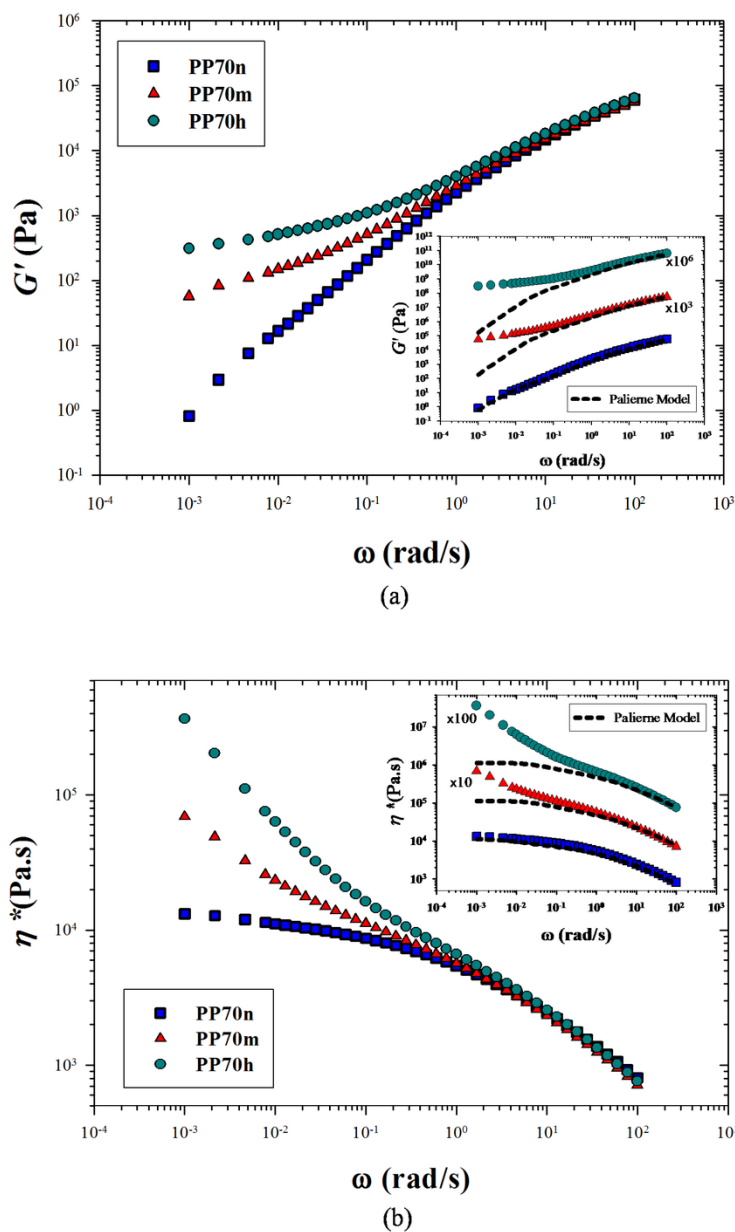 10⁶
10⁵
10⁴
10³
10²
10¹
10⁰
10⁻¹
G' (Pa)
PP70n
PP70m
PP70h
10¹¹
10¹⁰
10⁹
10⁸
10⁷
10⁶
10⁵
10⁴
10³
10²
10¹
10⁰
10⁻¹
G' (Pa)
x10⁶
x10³
Palierne Model
10⁻⁴ 10⁻³ 10⁻² 10⁻¹ 10⁰ 10¹ 10² 10³
ω (rad/s)
10⁻⁴ 10⁻³ 10⁻² 10⁻¹ 10⁰ 10¹ 10² 10³
ω (rad/s)
(a)
10⁵
10⁴
10³
η *(Pa.s)
x100
Palierne Model
x10
10⁷
10⁶
10⁵
10⁴
10³
η *(Pa.s)
10⁻⁴ 10⁻³ 10⁻² 10⁻¹ 10⁰ 10¹ 10² 10³
ω (rad/s)
PP70n
PP70m
PP70h
10⁻⁴ 10⁻³ 10⁻² 10⁻¹ 10⁰ 10¹ 10² 10³
ω (rad/s)
(b)